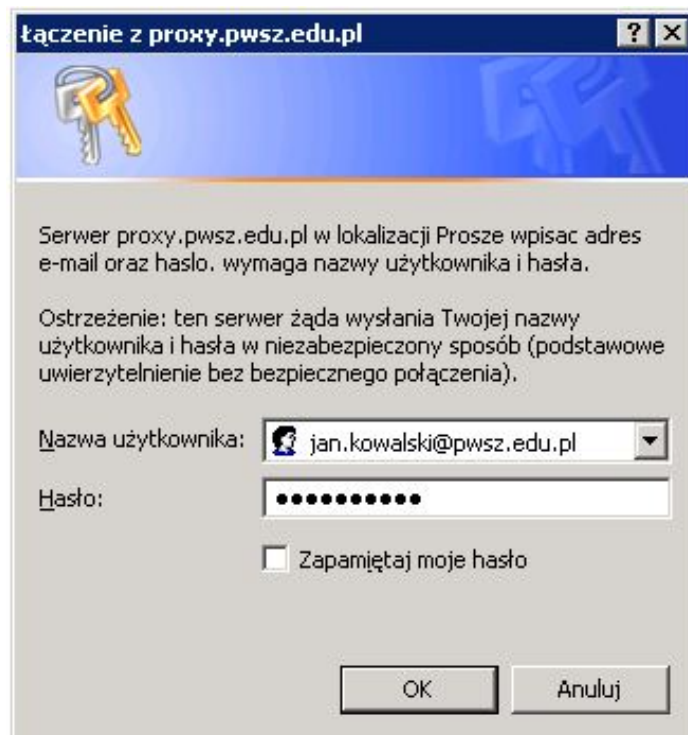 Łączenie z proxy.pwsz.edu.pl
Serwer proxy.pwsz.edu.pl w lokalizacji Prosze wpisac adres
e-mail oraz haslo. wymaga nazwy użytkownika i hasła.
Ostrzeżenie: ten serwer żąda wysłania Twojej nazwy
użytkownika i hasła w niezabezpieczony sposób (podstawowe
uwierzytelnienie bez bezpiecznego połączenia).
Nazwa użytkownika: jan.kowalski@pwsz.edu.pl
Hasło: ●●●●●●●●●●
Zapamiętaj moje hasło
OK Anuluj